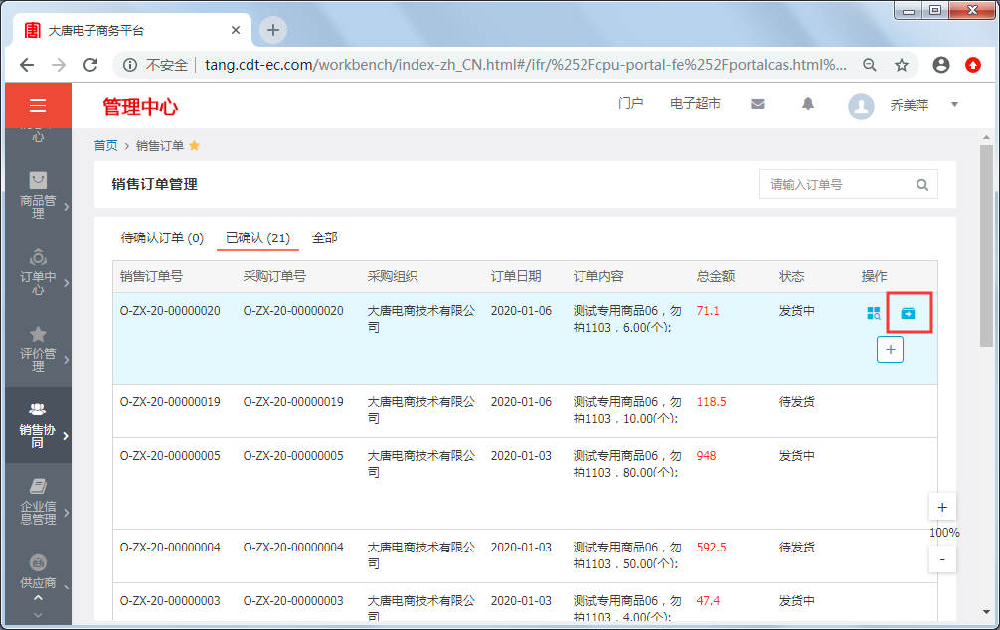 大唐电子商务平台
不安全 tang.cdt-ec.com/workbench/index-zh_CN.html#/ifr/%252Fcpu-portal-fe%252Fportalcas.html%...
管理中心
门户 电子超市 乔美萍
心
商品管理
订单中心
评价管理
销售协同
企业信息管理
供应商
首页 > 销售订单
销售订单管理
请输入订单号
待确认订单 (0) 已确认 (21) 全部
销售订单号 采购订单号 采购组织 订单日期 订单内容 总金额 状态 操作
O-ZX-20-00000020 O-ZX-20-00000020 大唐电商技术有限公 2020-01-06 测试专用商品06，勿 71.1 发货中
司 拍1103，6.00(个);
+
O-ZX-20-00000019 O-ZX-20-00000019 大唐电商技术有限公 2020-01-06 测试专用商品06，勿 118.5 待发货
司 拍1103，10.00(个);
O-ZX-20-00000005 O-ZX-20-00000005 大唐电商技术有限公 2020-01-03 测试专用商品06，勿 948 发货中
司 拍1103，80.00(个);
O-ZX-20-00000004 O-ZX-20-00000004 大唐电商技术有限公 2020-01-03 测试专用商品06，勿 592.5 待发货
司 拍1103，50.00(个);
O-ZX-20-00000003 O-ZX-20-00000003 大唐电商技术有限公 2020-01-03 测试专用商品06，勿 47.4 发货中
司 拍1103，4.00(个);
+
100%
-